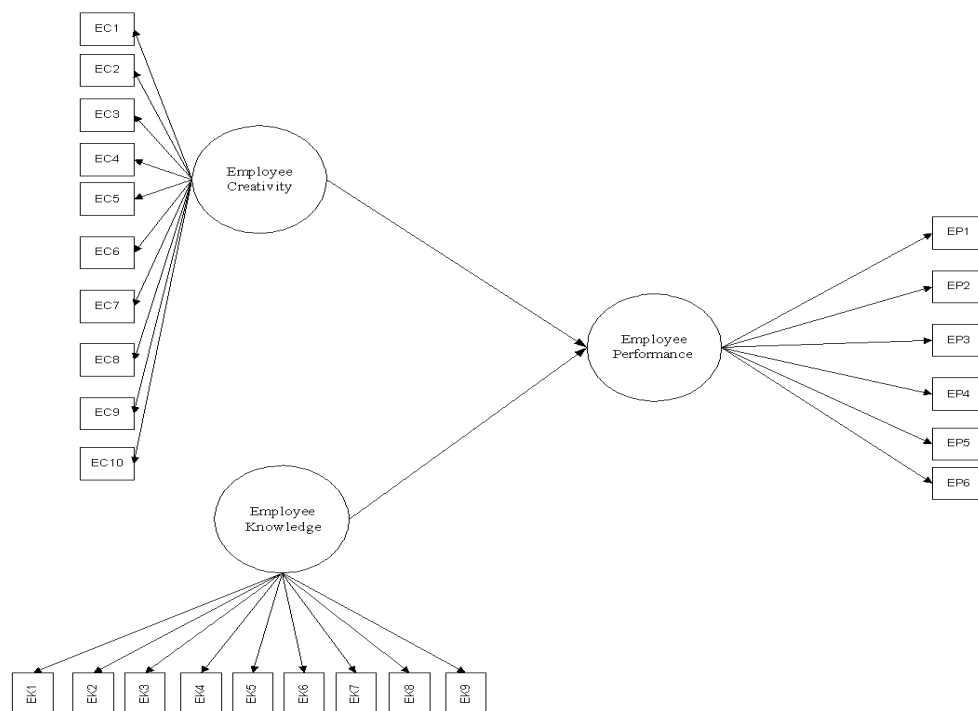 EC1
EC2
EC3
EC4
EC5
EC6
EC7
EC8
EC9
EC10
Employee
Creativity
Employee
Knowledge
EK1
EK2
EK3
EK4
EK5
EK6
EK7
EK8
EK9
Employee
Performance
EP1
EP2
EP3
EP4
EP5
EP6